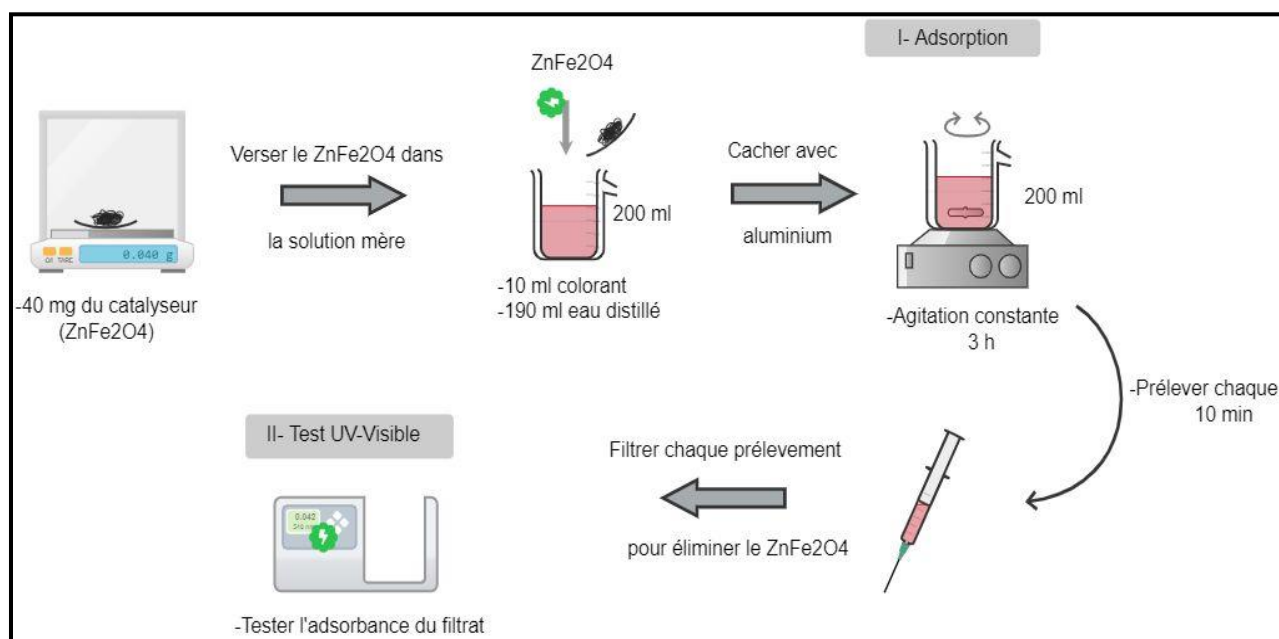 I- Adsorption
ZnFe2O4
Verser le ZnFe2O4 dans
la solution mère
200 ml
Cacher avec
aluminium
200 ml
0.040 g
TARE
-40 mg du catalyseur
(ZnFe2O4)
-10 ml colorant
-190 ml eau distillé
-Agitation constante
3 h
-Prélever chaque
10 min
Filtrer chaque prélevement
pour éliminer le ZnFe2O4
II- Test UV-Visible
0.042
-Tester l'adsorbance du filtrat